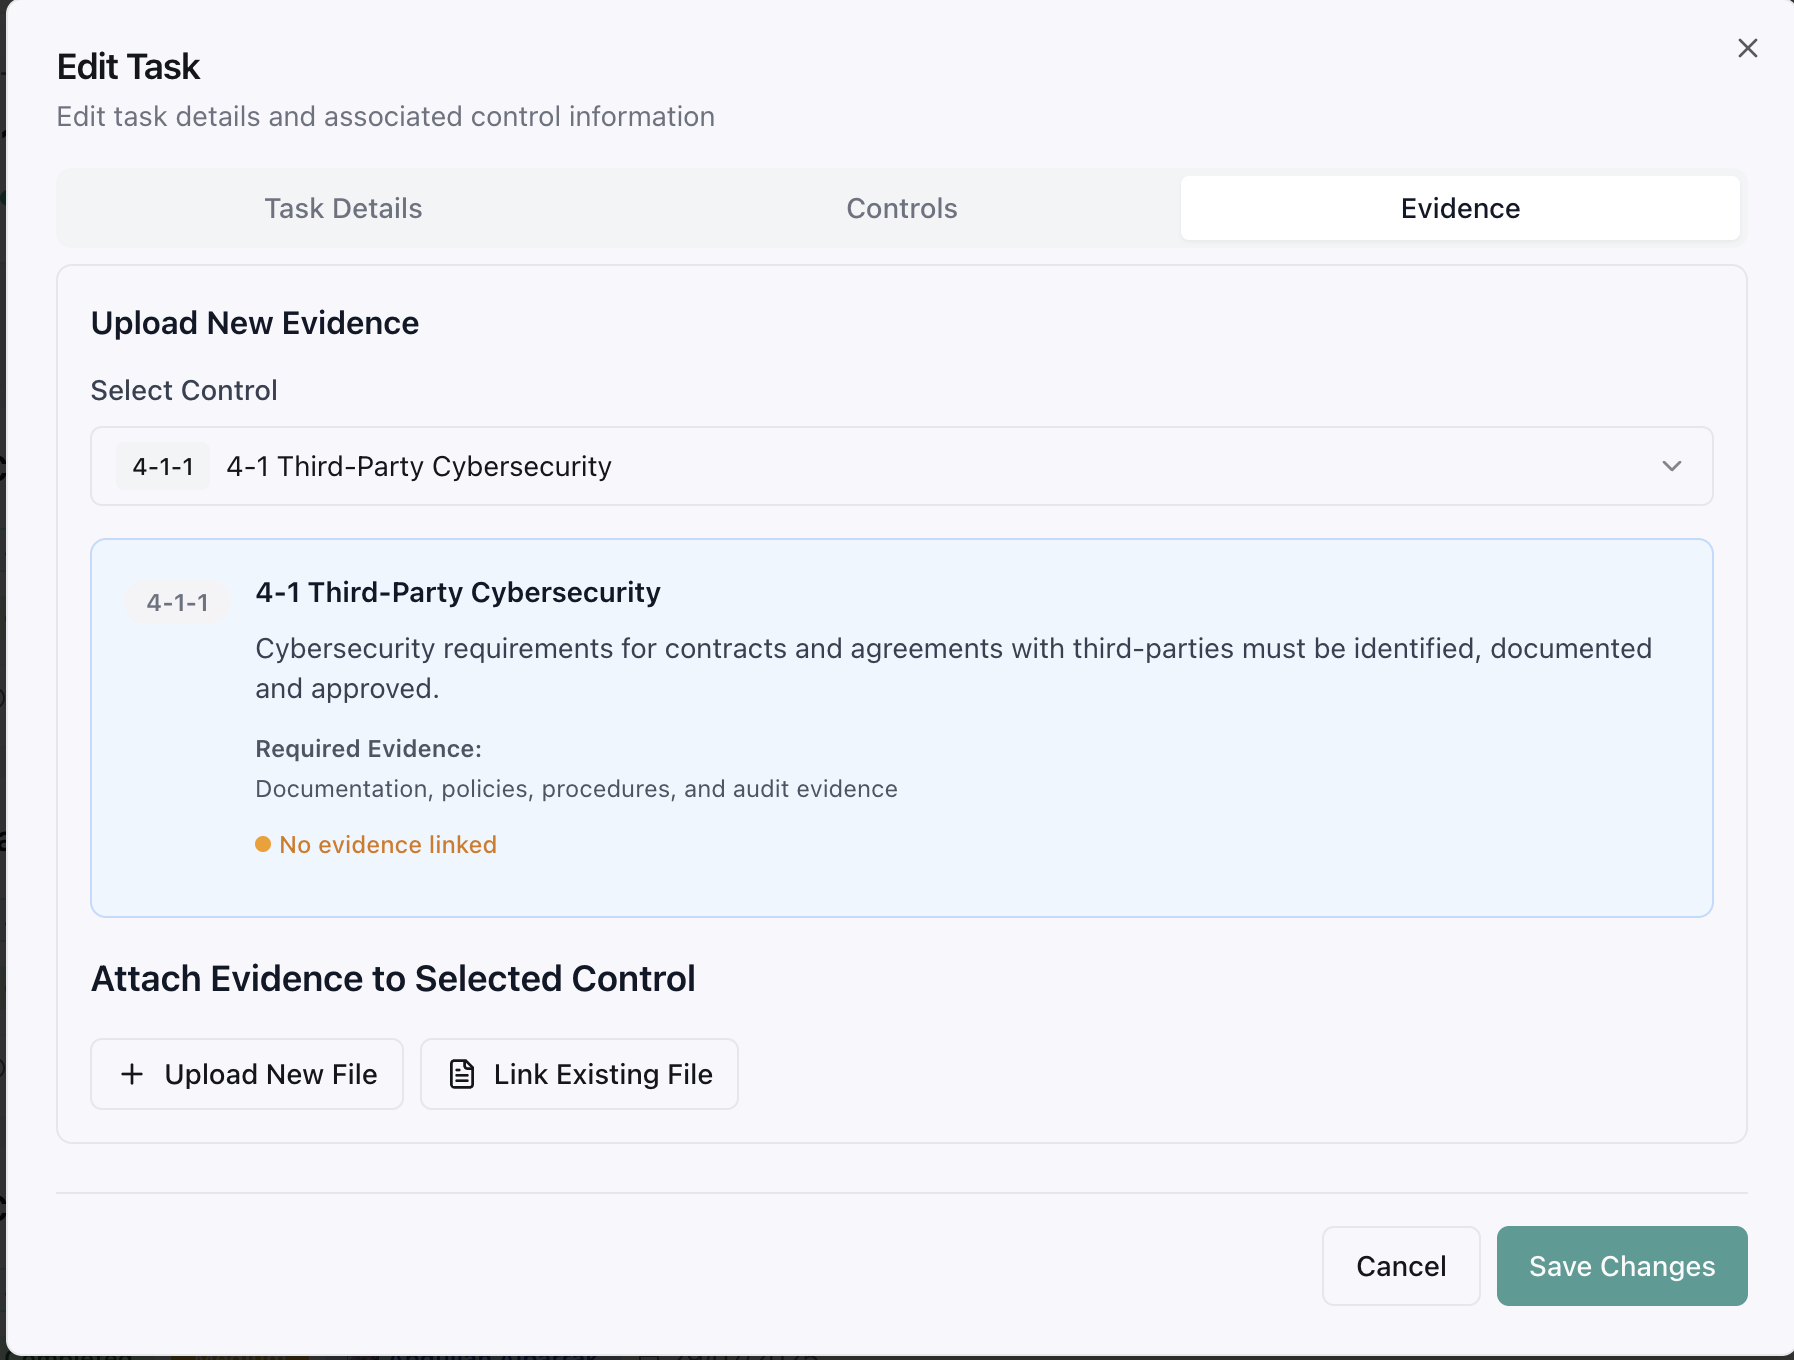 Edit Task
Edit task details and associated control information
Task Details
Controls
Evidence
Upload New Evidence
Select Control
4-1-1 4-1 Third-Party Cybersecurity
4-1-1
4-1 Third-Party Cybersecurity
Cybersecurity requirements for contracts and agreements with third-parties must be identified, documented
and approved.
Required Evidence:
Documentation, policies, procedures, and audit evidence
No evidence linked
Attach Evidence to Selected Control
Upload New File
Link Existing File
Cancel
Save Changes